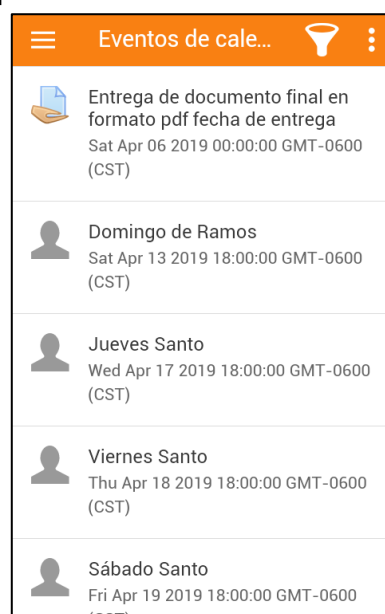 Eventos de cale...
Entrega de documento final en
formato pdf fecha de entrega
Sat Apr 06 2019 00:00:00 GMT-0600
(CST)
Domingo de Ramos
Sat Apr 13 2019 18:00:00 GMT-0600
(CST)
Jueves Santo
Wed Apr 17 2019 18:00:00 GMT-0600
(CST)
Viernes Santo
Thu Apr 18 2019 18:00:00 GMT-0600
(CST)
Sábado Santo
Fri Apr 19 2019 18:00:00 GMT-0600